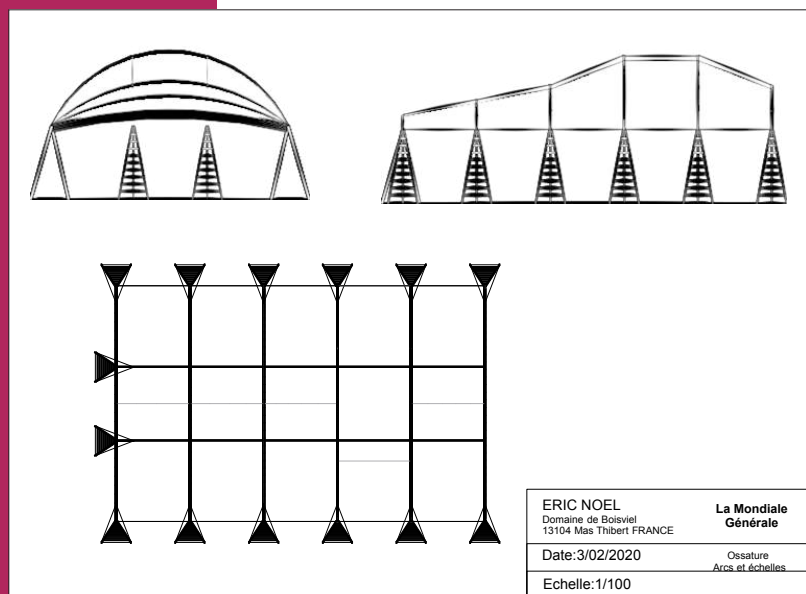 ERIC NOEL
Domaine de Boisviel
13104 Mas Thibert FRANCE
La Mondiale
Générale
Date:3/02/2020
Ossature
Arcs et échelles
Echelle:1/100